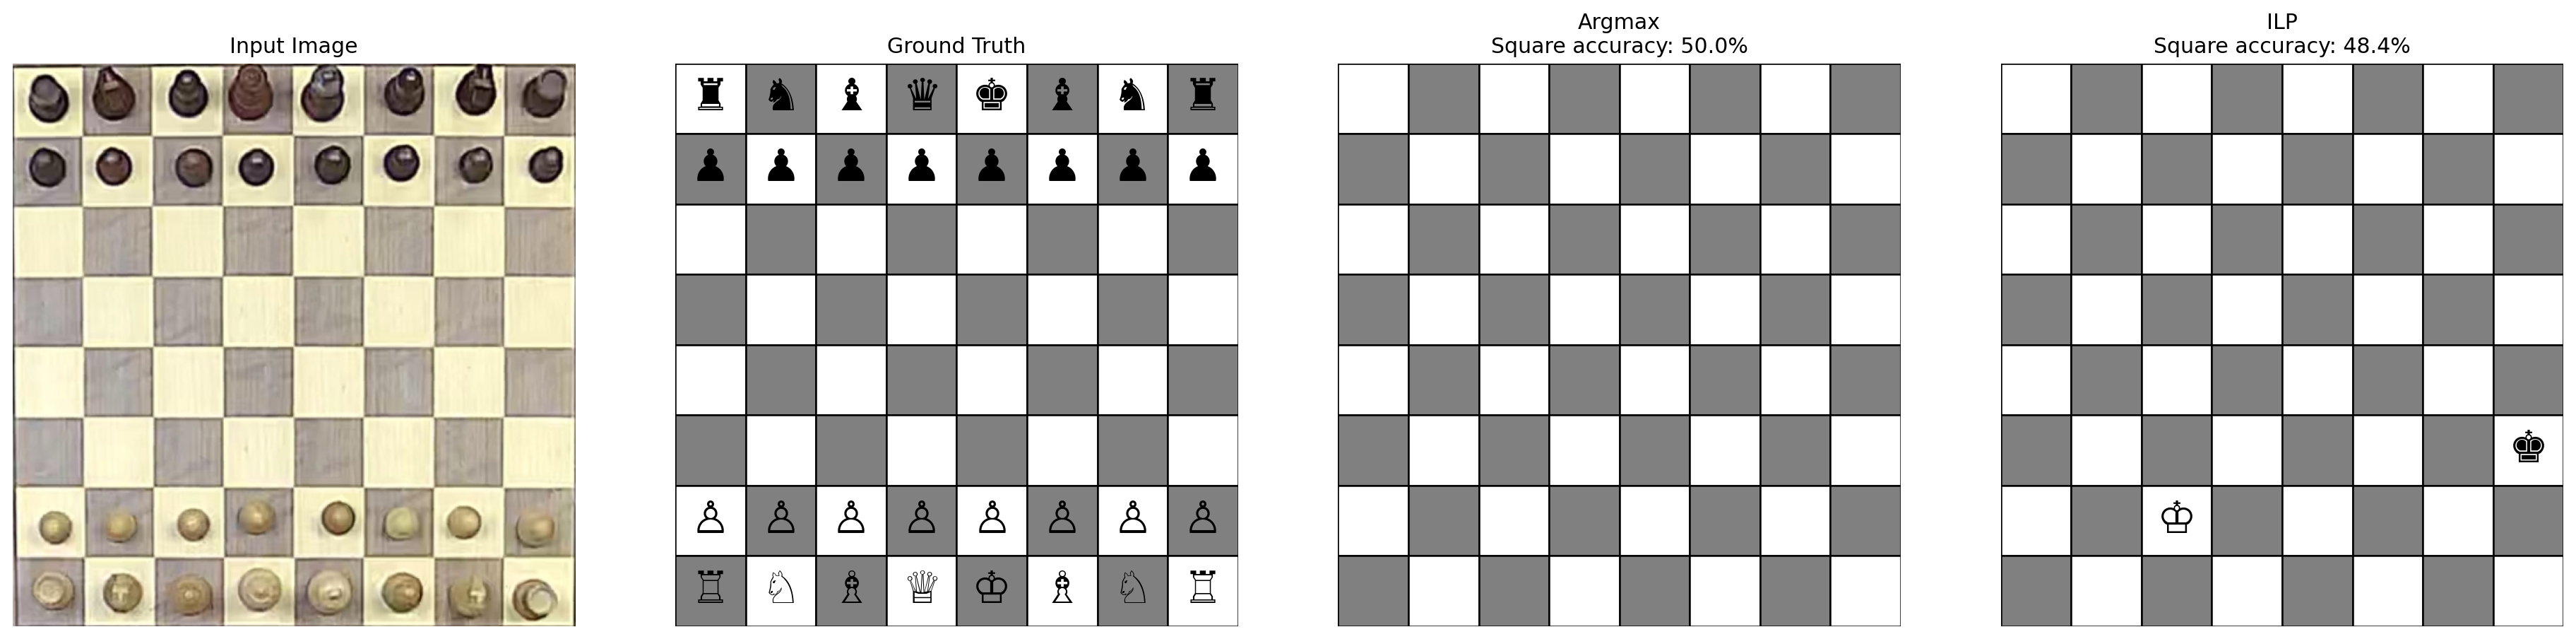 Input Image
Ground Truth
Argmax
Square accuracy: 50.0%
ILP
Square accuracy: 48.4%